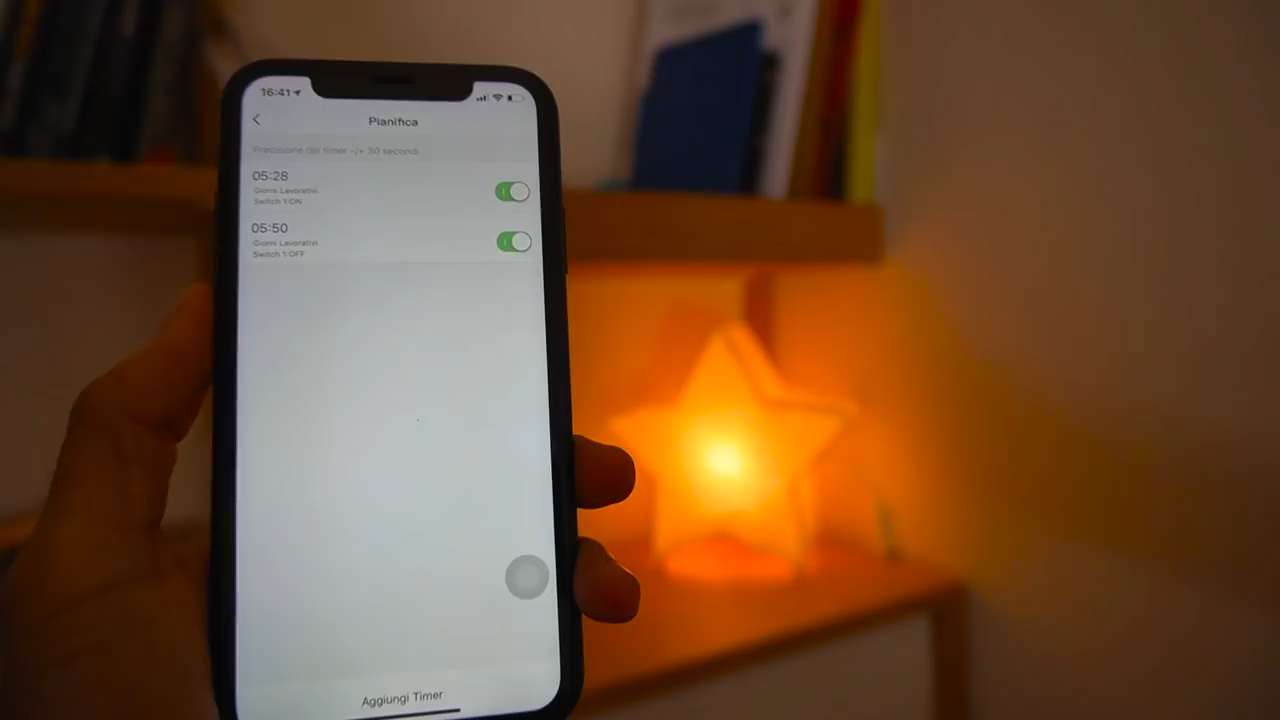 16:41
Pianifica
Precisione del timer -/+ 30 secondi
05:28
Giorni Lavorativi
Switch 1:ON
05:50
Giorni Lavorativi
Switch 1:OFF
Aggiungi Timer